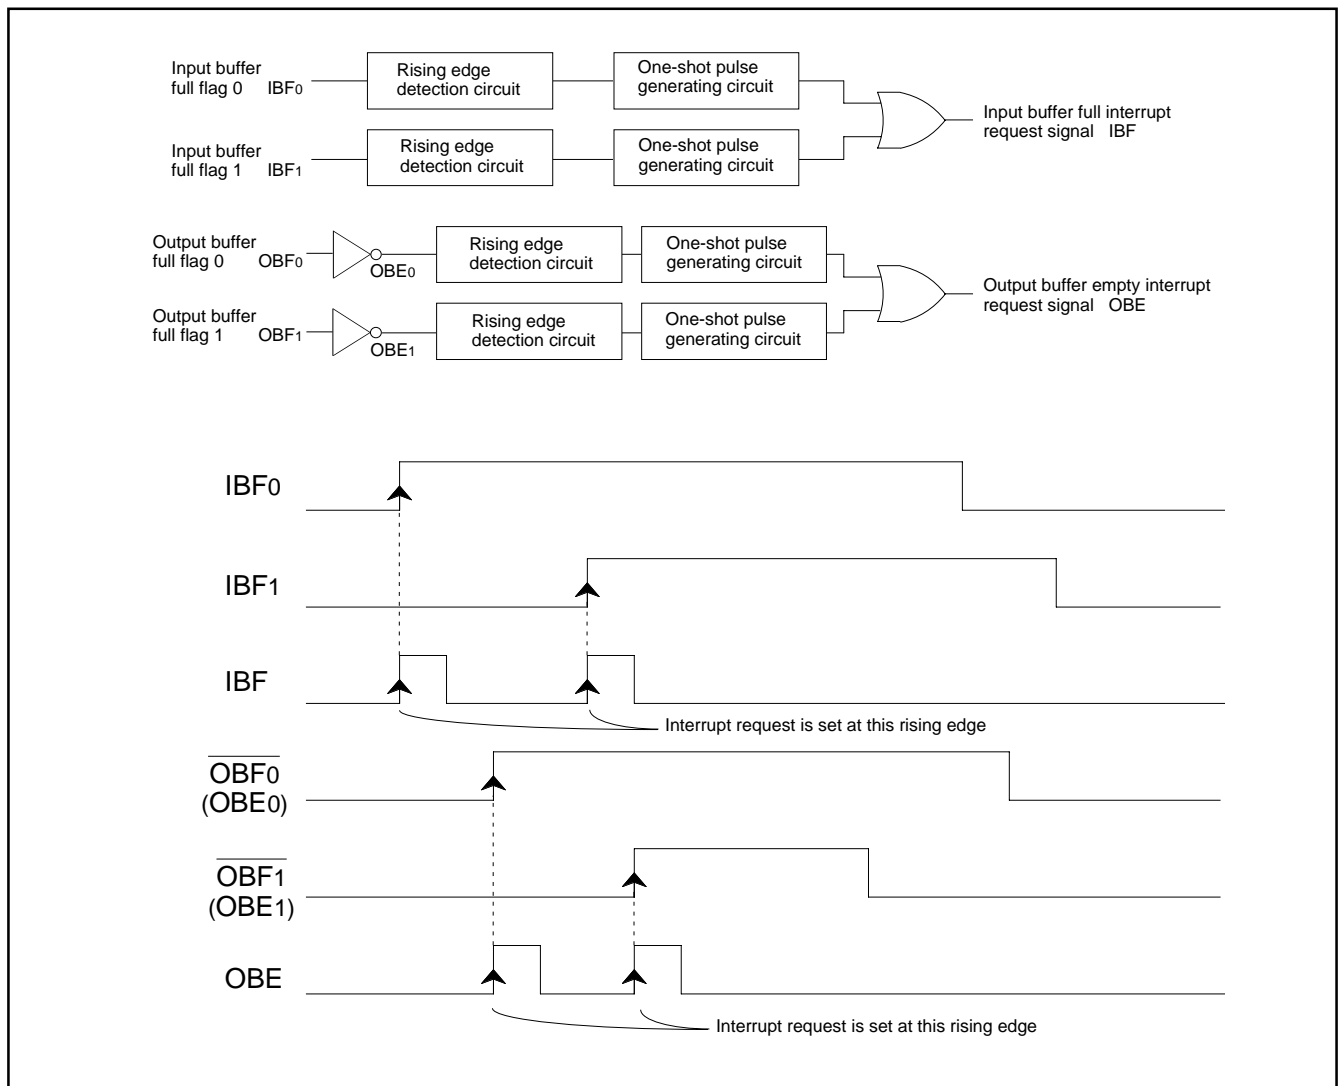 Input buffer
full flag 0 IBF0
Rising edge
detection circuit
One-shot pulse
generating circuit
Input buffer full interrupt
request signal IBF
Input buffer
full flag 1 IBF1
Rising edge
detection circuit
One-shot pulse
generating circuit
Output buffer
full flag 0 OBF0
OBE0
Rising edge
detection circuit
One-shot pulse
generating circuit
Output buffer empty interrupt
request signal OBE
Output buffer
full flag 1 OBF1
OBE1
Rising edge
detection circuit
One-shot pulse
generating circuit
IBF0
IBF1
IBF
Interrupt request is set at this rising edge
OBF0
(OBE0)
OBF1
(OBE1)
OBE
Interrupt request is set at this rising edge